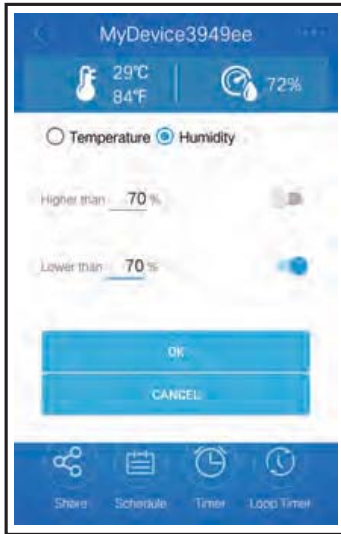 MyDevice3949ee
29°C
84°F
72%
Temperature Humidity
Higher than 70 %
Lower than 70 %
OK
CANCEL
Share Schedule Timer Loop Timer